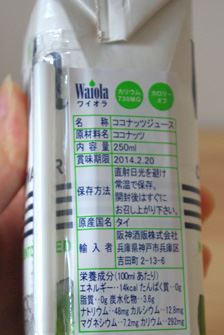 Waiola
ワイオラ
カリウム
730MG
カロリー
オフ
名 称 ココナッツジュース
原材料名 ココナッツ
内 容 量 250ml
賞味期限 2014.2.20
保存方法 直射日光を避け
常温で保存。
開封後はすぐに
お召し上がり下さい。
原産国名 タイ
輸 入 者 阪神酒販株式会社
兵庫県神戸市兵庫区
吉田町2-13-6
栄養成分(100mlあたり)
エネルギー…14kcal たんぱく質…0g
脂質…0g 炭水化物…3.6g
ナトリウム…48mg カルシウム…12.8mg
マグネシウム…7.2mg カリウム…292mg